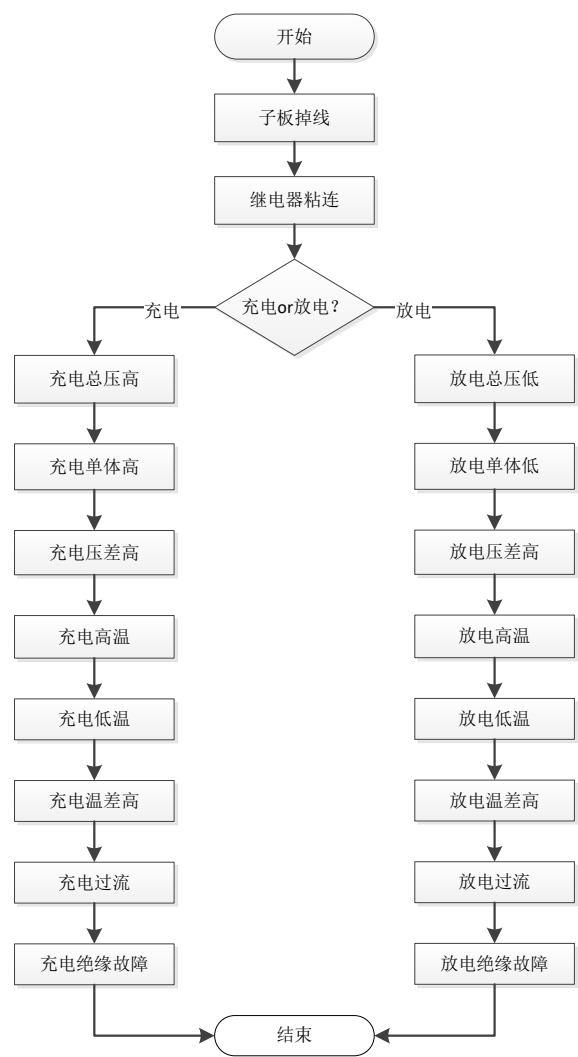 开始
子板掉线
继电器粘连
充电or放电？
充电
放电
充电总压高
充电单体高
充电压差高
充电高温
充电低温
充电温差高
充电过流
充电绝缘故障
放电总压低
放电单体低
放电压差高
放电高温
放电低温
放电温差高
放电过流
放电绝缘故障
结束